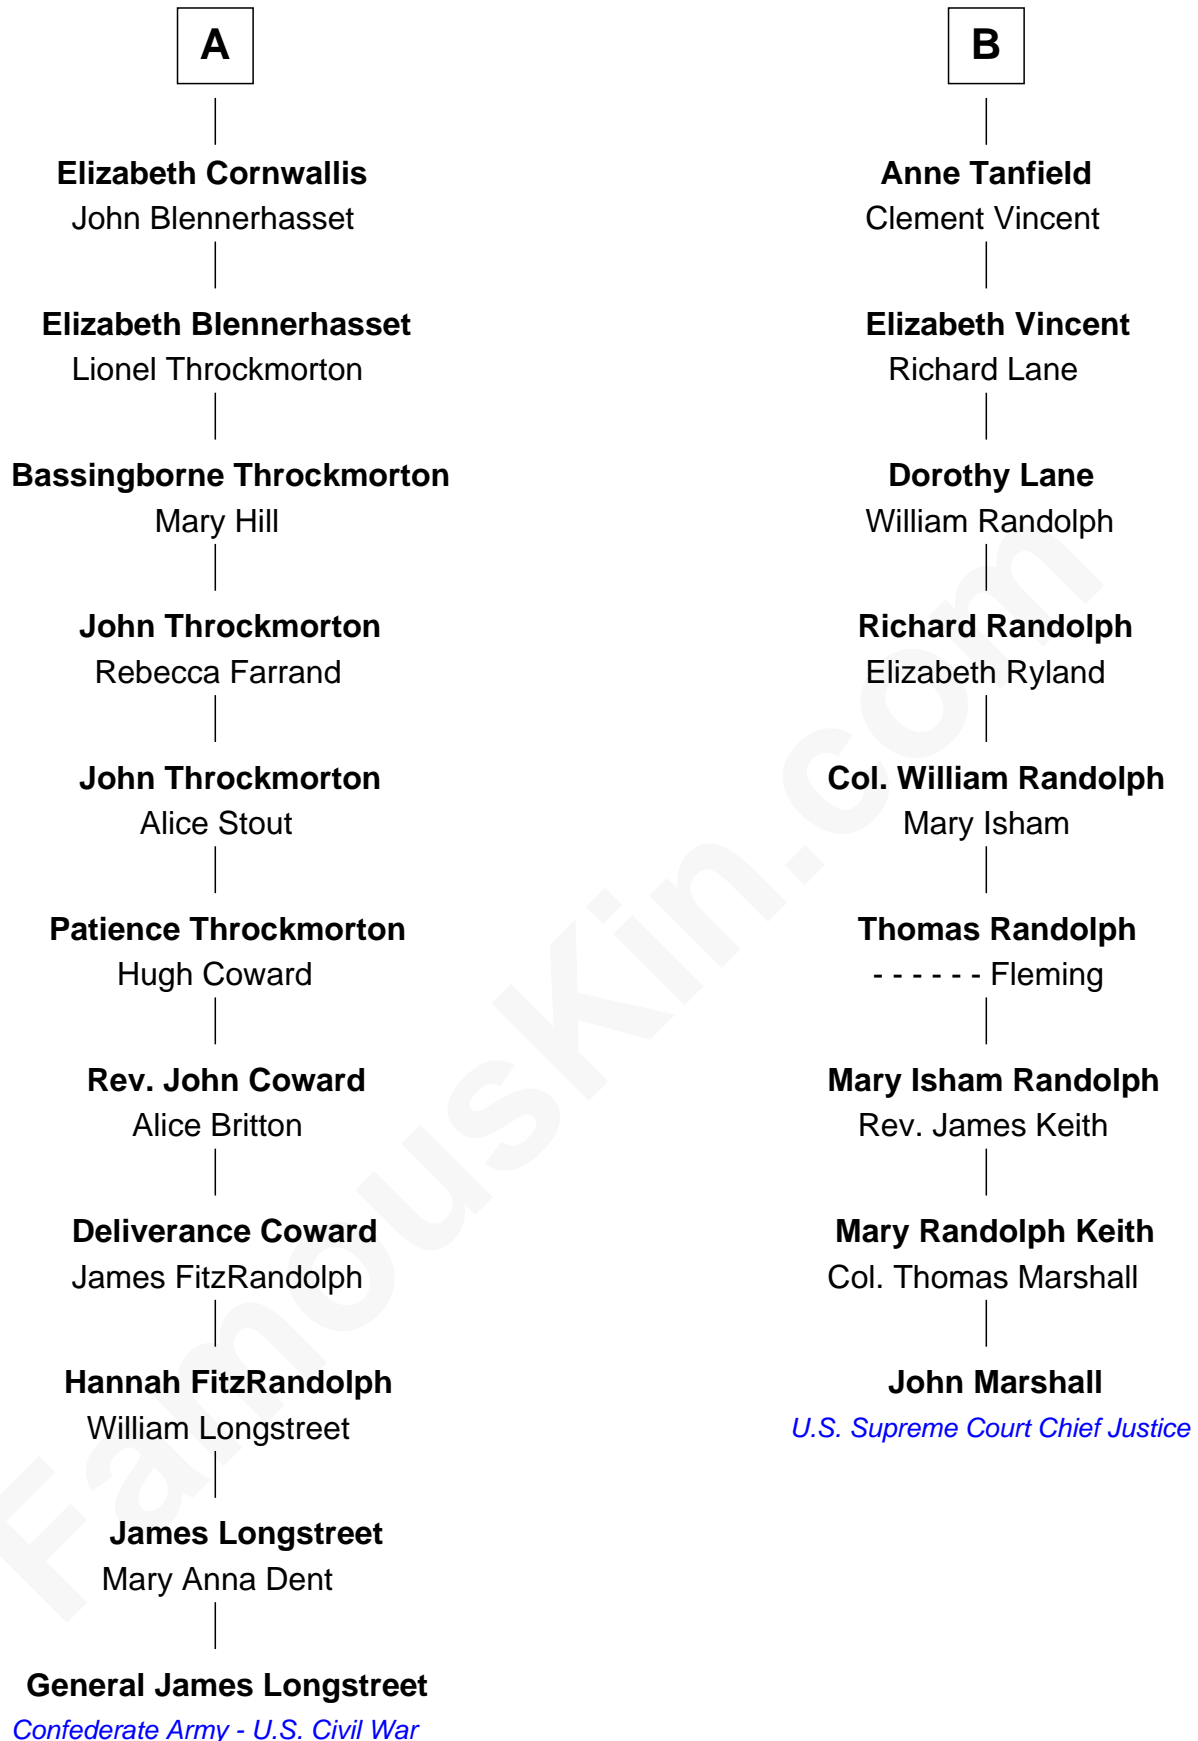 A
Elizabeth Cornwallis
John Blennerhasset
Elizabeth Blennerhasset
Lionel Throckmorton
Bassingborne Throckmorton
Mary Hill
John Throckmorton
Rebecca Farrand
John Throckmorton
Alice Stout
Patience Throckmorton
Hugh Coward
Rev. John Coward
Alice Britton
Deliverance Coward
James FitzRandolph
Hannah FitzRandolph
William Longstreet
James Longstreet
Mary Anna Dent
General James Longstreet
Confederate Army - U.S. Civil War
B
Anne Tanfield
Clement Vincent
Elizabeth Vincent
Richard Lane
Dorothy Lane
William Randolph
Richard Randolph
Elizabeth Ryland
Col. William Randolph
Mary Isham
Thomas Randolph
- - - - - - Fleming
Mary Isham Randolph
Rev. James Keith
Mary Randolph Keith
Col. Thomas Marshall
John Marshall
U.S. Supreme Court Chief Justice
FamousKin.com